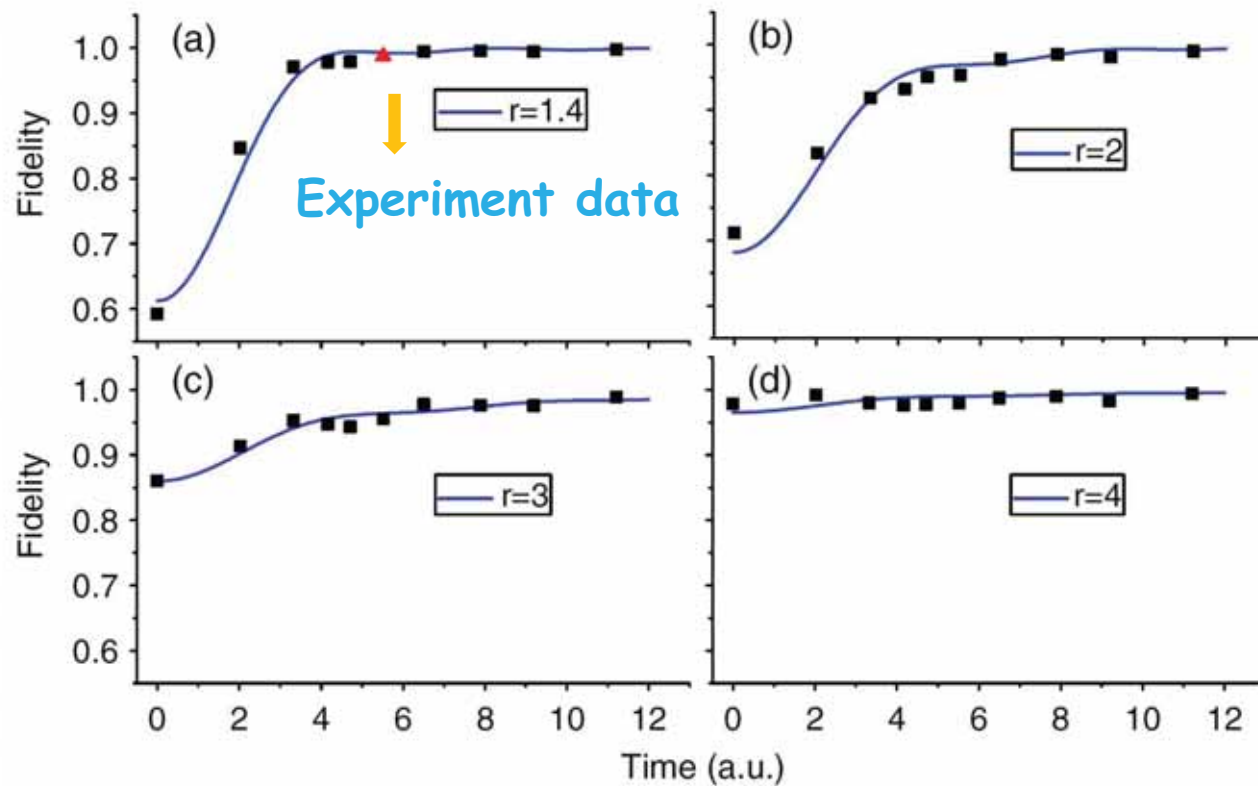 (a)
(b)
1.0
0.9
0.8
0.7
0.6
Fidelity
r=1.4
r=2
Experiment data
(c)
(d)
1.0
0.9
0.8
0.7
0.6
Fidelity
r=3
r=4
0 2 4 6 8 10 12
0 2 4 6 8 10 12
Time (a.u.)